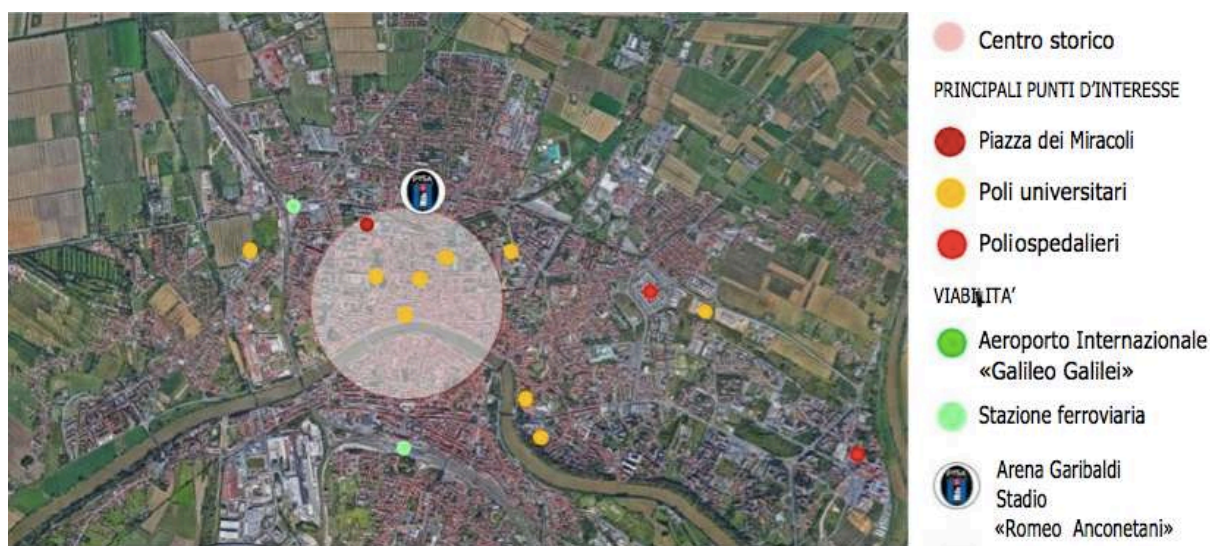 Centro storico
PRINCIPALI PUNTI D'INTERESSE
Piazza dei Miracoli
Poli universitari
Poliospedalieri
VIABILITA'
Aeroporto Internazionale
«Galileo Galilei»
Stazione ferroviaria
Arena Garibaldi
Stadio
«Romeo Anconetani»